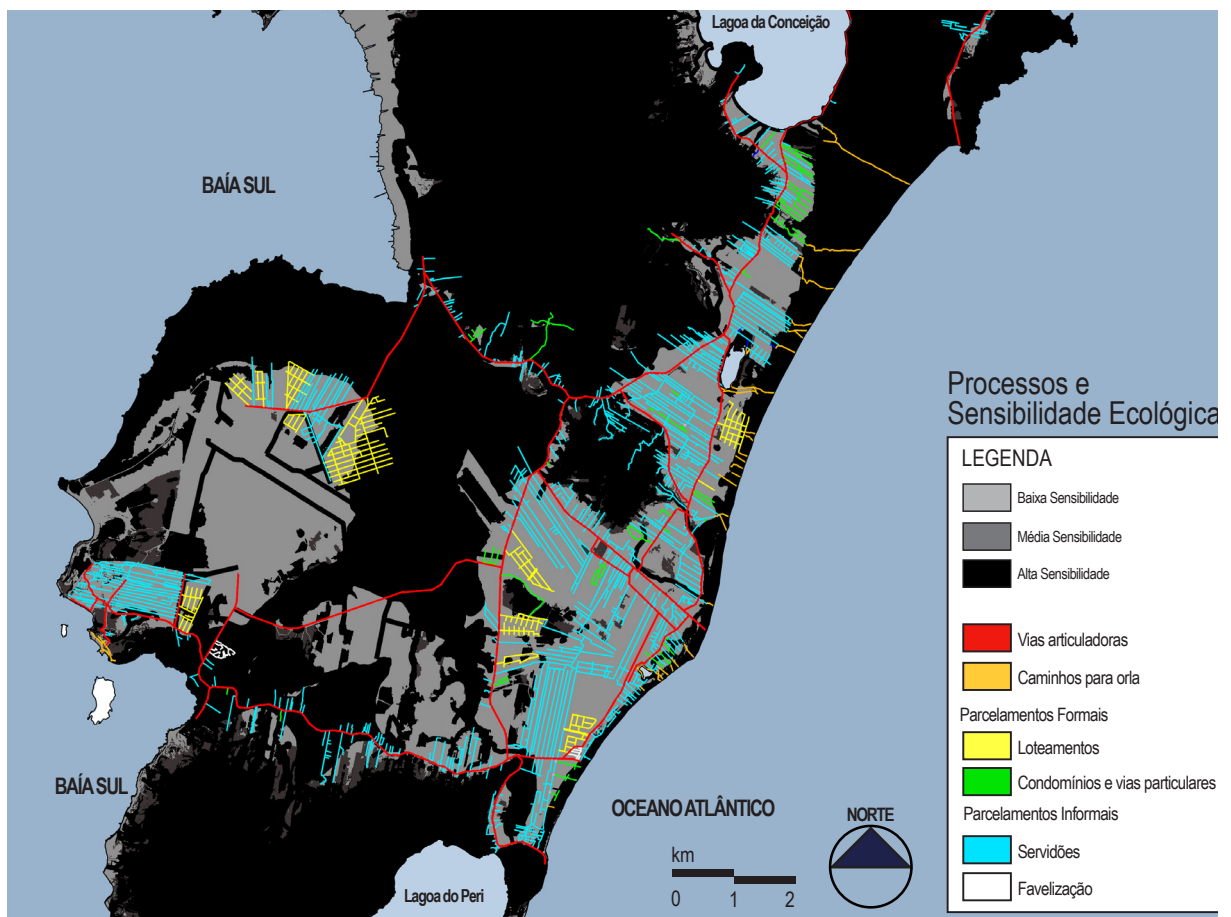 Lagoa da Conceição
BAÍA SUL
Processos e
Sensibilidade Ecológica
LEGENDA
Baixa Sensibilidade
Média Sensibilidade
Alta Sensibilidade
Vias articuladoras
Caminhos para orla
Parcelamentos Formais
Loteamentos
Condomínios e vias particulares
Parcelamentos Informais
Servidões
Favelização
BAÍA SUL
OCEANO ATLÂNTICO
NORTE
km
0 1 2
Lagoa do Peri